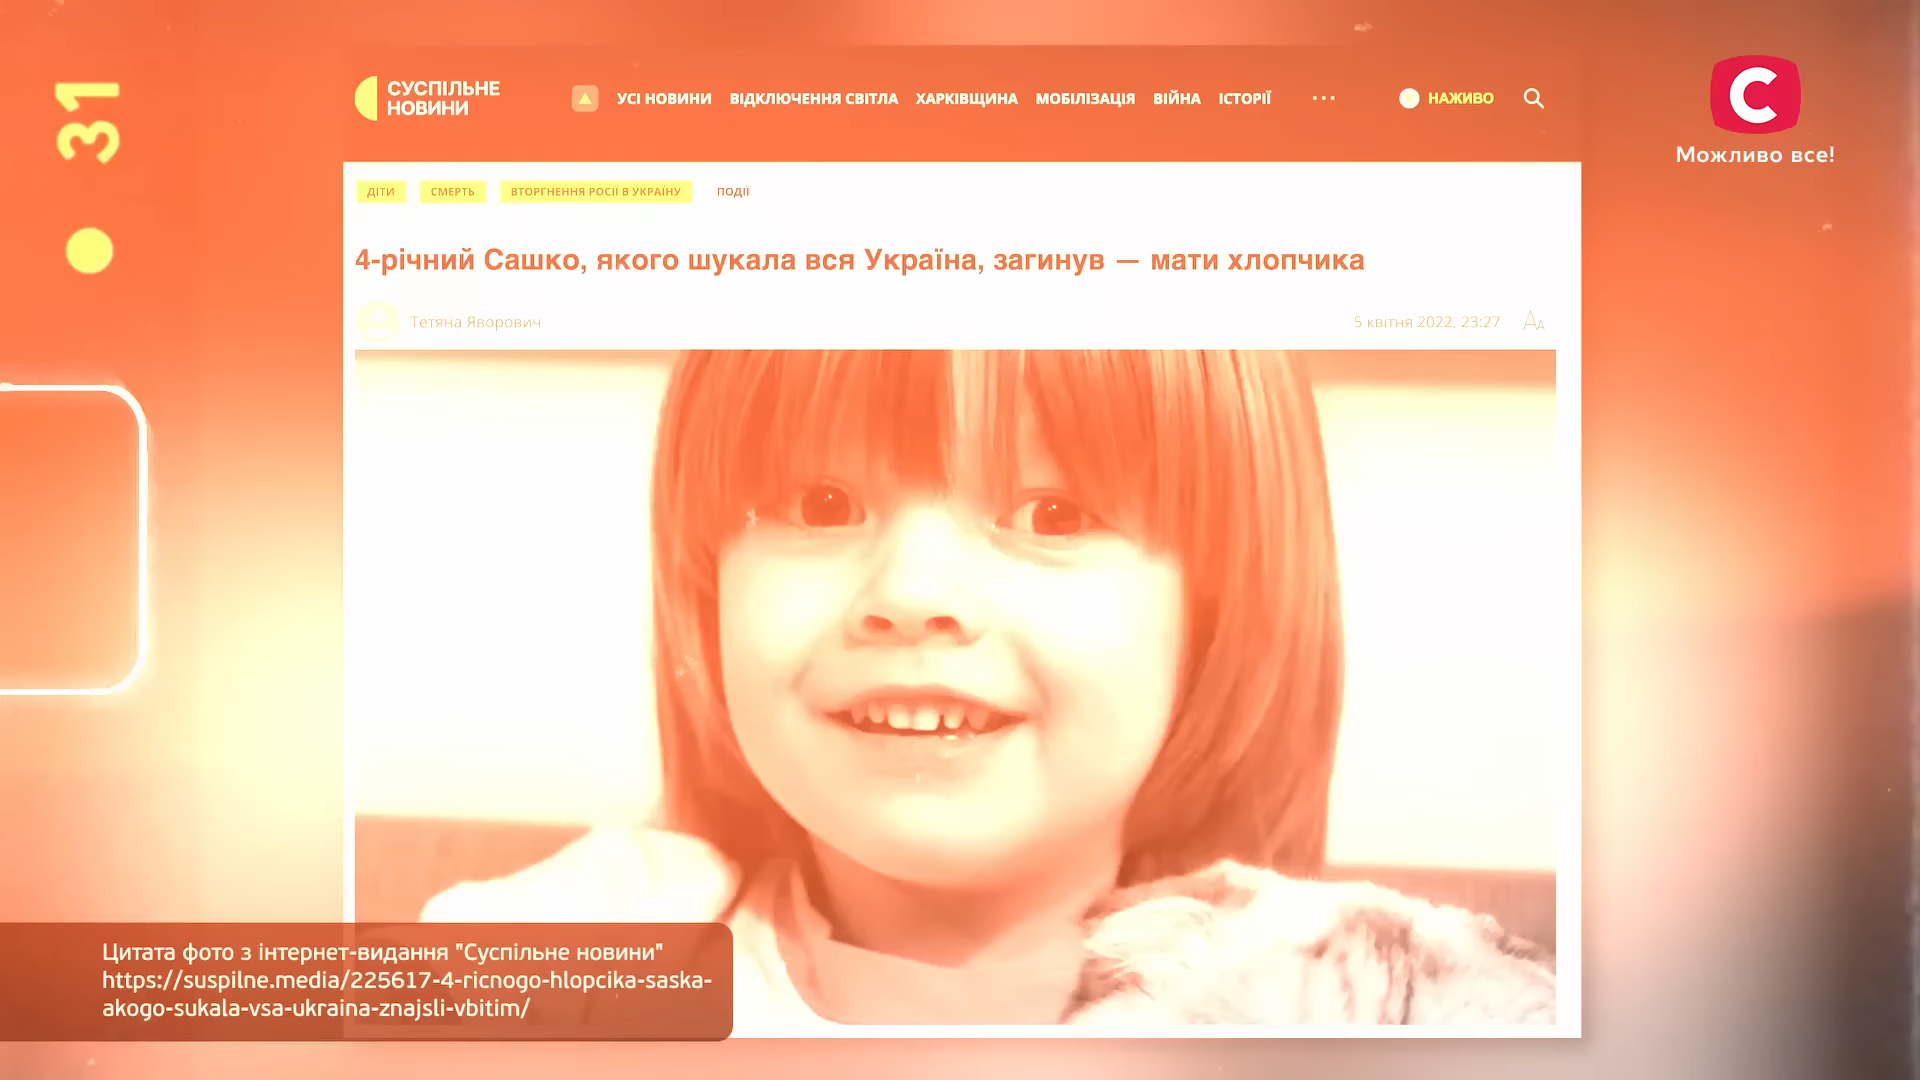 31
СУСПІЛЬНЕ
НОВИНИ
УСІ НОВИНИ ВІДКЛЮЧЕННЯ СВІТЛА ХАРКІВЩИНА МОБІЛІЗАЦІЯ ВІЙНА ІСТОРІЇ ... НАЖИВО
С
Можливо все!
ДІТИ СМЕРТЬ ВТОРГНЕННЯ РОСІЇ В УКРАЇНУ ПОДІЇ
4-річний Сашко, якого шукала вся Україна, загинув — мати хлопчика
Тетяна Яворович
5 квітня 2022, 23:27 AA
Цитата фото з інтернет-видання "Суспільне новини"
https://suspilne.media/225617-4-ricnogo-hlopcika-saska-
akogo-sukala-vsa-ukraina-znajsli-vbitim/